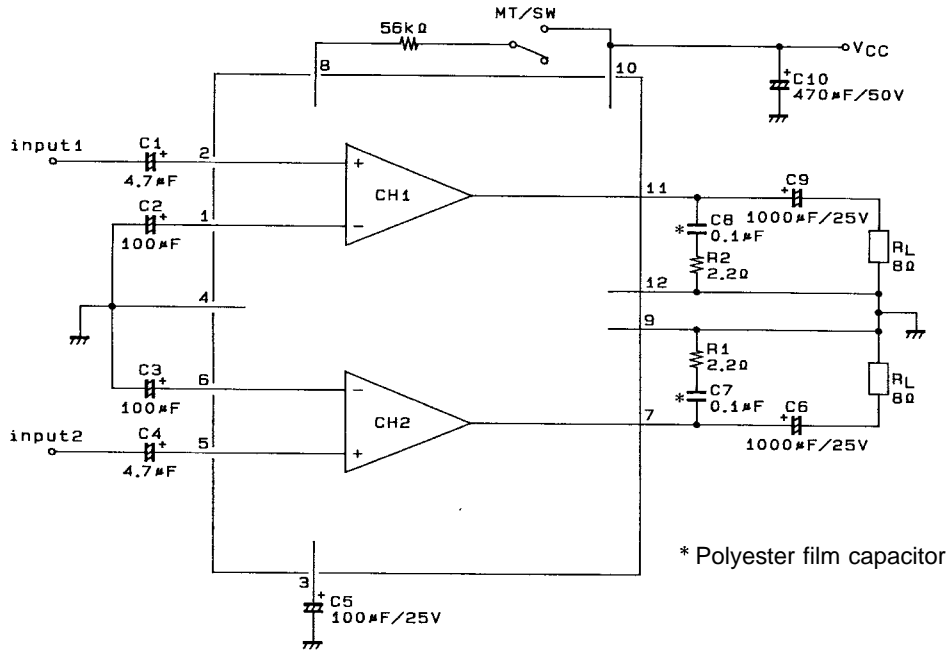 MT/SW
56kΩ
8
10
VCC
+
C10
470µF/50V
input1
C1
+
4.7µF
2
+
CH1
−
C2
+
100µF
1
11
C9
+
1000µF/25V
*
C8
0.1µF
R2
2.2Ω
RL
8Ω
12
4
9
R1
2.2Ω
*
C7
0.1µF
RL
8Ω
C3
+
100µF
6
−
CH2
+
7
C6
+
1000µF/25V
input2
C4
+
4.7µF
5
3
+
C5
100µF/25V
* Polyester film capacitor